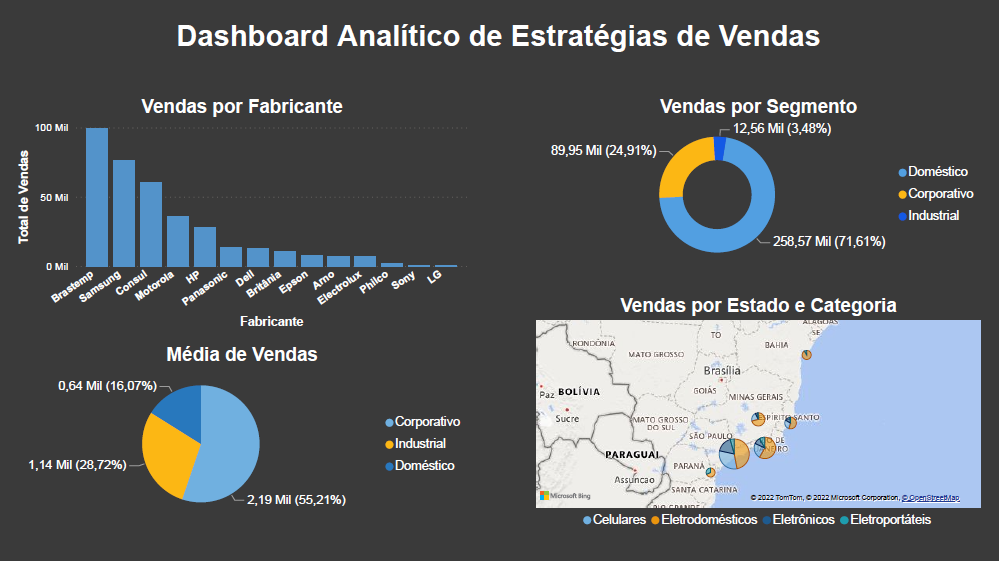 Dashboard Analítico de Estratégias de Vendas
Vendas por Fabricante
100 Mil
50 Mil
0 Mil
Total de Vendas
Brastemp
Samsung
Consul
Motorola
HP
Panasonic
Dell
Britânia
Epson
Arno
Electrolux
Philco
Sony
LG
Fabricante
Vendas por Segmento
12,56 Mil (3,48%)
89,95 Mil (24,91%)
258,57 Mil (71,61%)
Doméstico
Corporativo
Industrial
Média de Vendas
0,64 Mil (16,07%)
1,14 Mil (28,72%)
2,19 Mil (55,21%)
Corporativo
Industrial
Doméstico
Vendas por Estado e Categoria
ALAGOAS
SE
TO
RONDÔNIA
BAHIA
MATO GROSSO
Brasília
GOIÁS
Paz
BOLÍVIA
Sucre
MINAS GERAIS
MATO GROSSO
DO SUL
ESPÍRITO SANTO
SÃO PAULO
PARAGUAI
PARANÁ
Assuncao
SANTA CATARINA
RIO GRANDE
Microsoft Bing
© 2022 TomTom, © 2022 Microsoft Corporation, © OpenStreetMap
Celulares Eletrodomésticos Eletrônicos Eletroportáteis